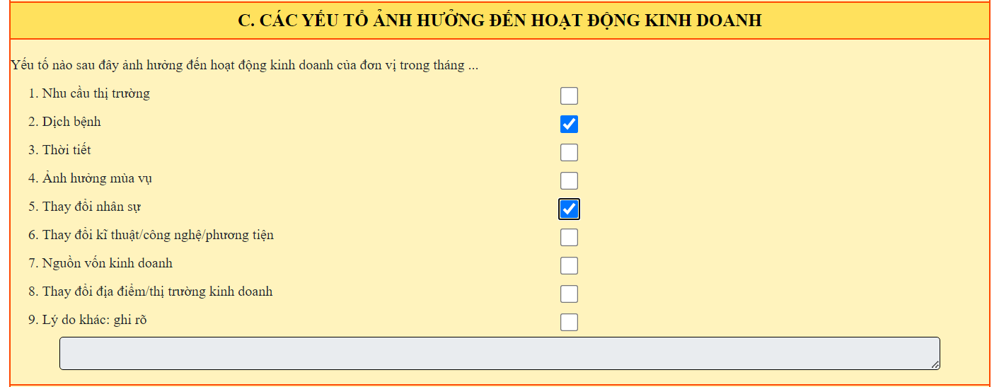 C. CÁC YẾU TỐ ẢNH HƯỞNG ĐẾN HOẠT ĐỘNG KINH DOANH
Yếu tố nào sau đây ảnh hưởng đến hoạt động kinh doanh của đơn vị trong tháng ...
1. Nhu cầu thị trường
2. Dịch bệnh
3. Thời tiết
4. Ảnh hưởng mùa vụ
5. Thay đổi nhân sự
6. Thay đổi kĩ thuật/công nghệ/phương tiện
7. Nguồn vốn kinh doanh
8. Thay đổi địa điểm/thị trường kinh doanh
9. Lý do khác: ghi rõ